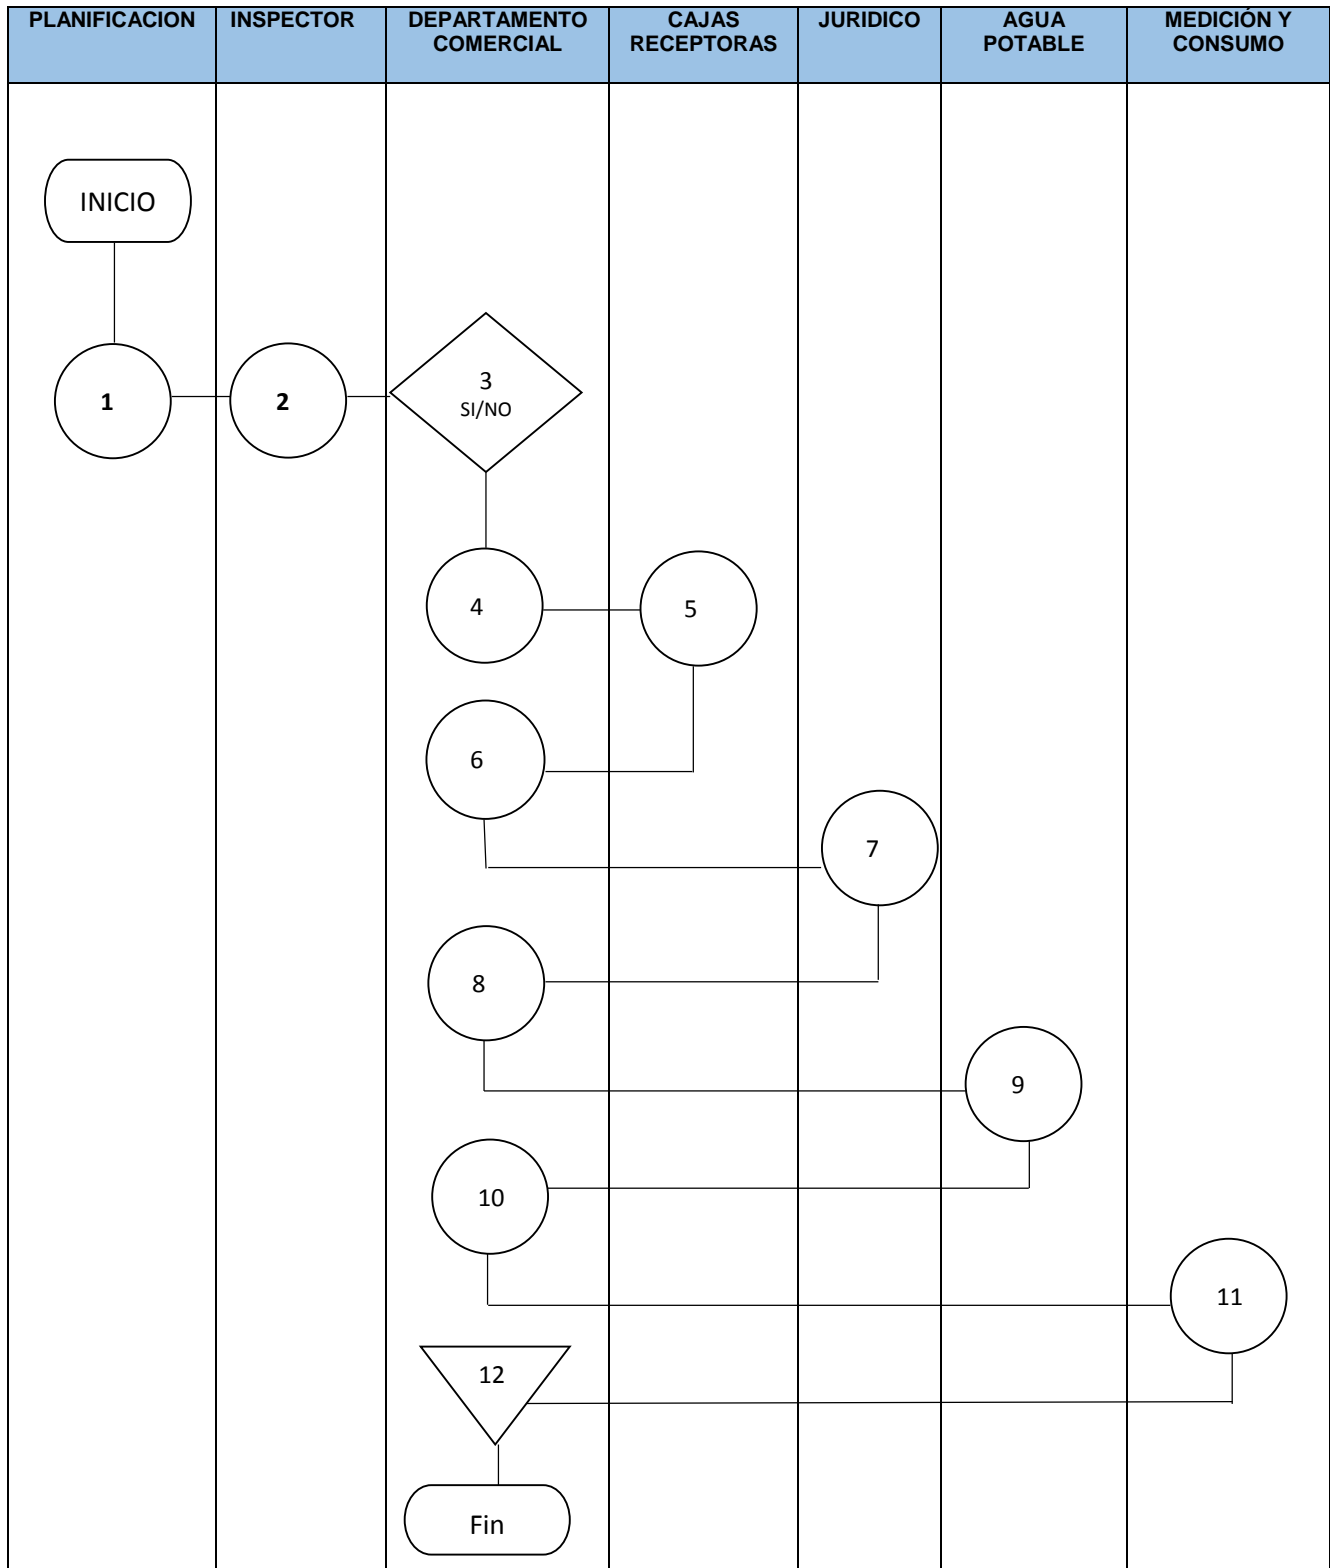 PLANIFICACION
INSPECTOR
DEPARTAMENTO
COMERCIAL
CAJAS
RECEPTORAS
JURIDICO
AGUA
POTABLE
MEDICIÓN Y
CONSUMO
INICIO
1
2
3
SI/NO
4
5
6
7
8
9
10
11
12
Fin